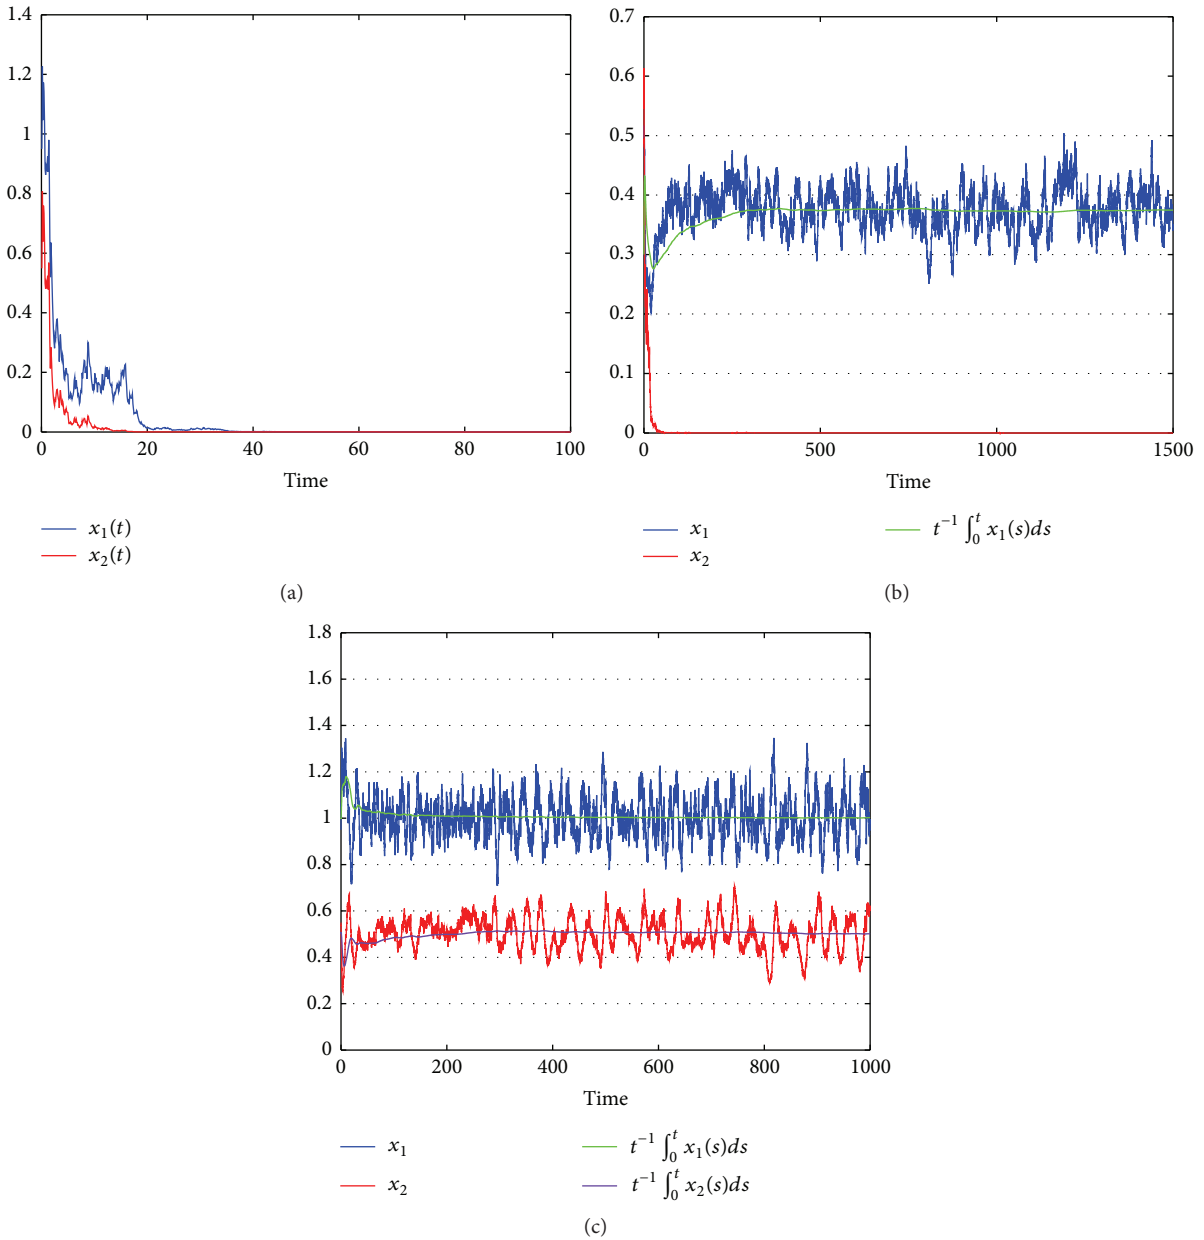 1.4
1.2
1
0.8
0.6
0.4
0.2
0
0 20 40 60 80 100
Time
x₁(t)
x₂(t)
(a)
0.7
0.6
0.5
0.4
0.3
0.2
0.1
0
0 500 1000 1500
Time
x₁
x₂
t⁻¹ ∫₀ᵗ x₁(s)ds
(b)
1.8
1.6
1.4
1.2
1
0.8
0.6
0.4
0.2
0
0 200 400 600 800 1000
Time
x₁
x₂
t⁻¹ ∫₀ᵗ x₁(s)ds
t⁻¹ ∫₀ᵗ x₂(s)ds
(c)